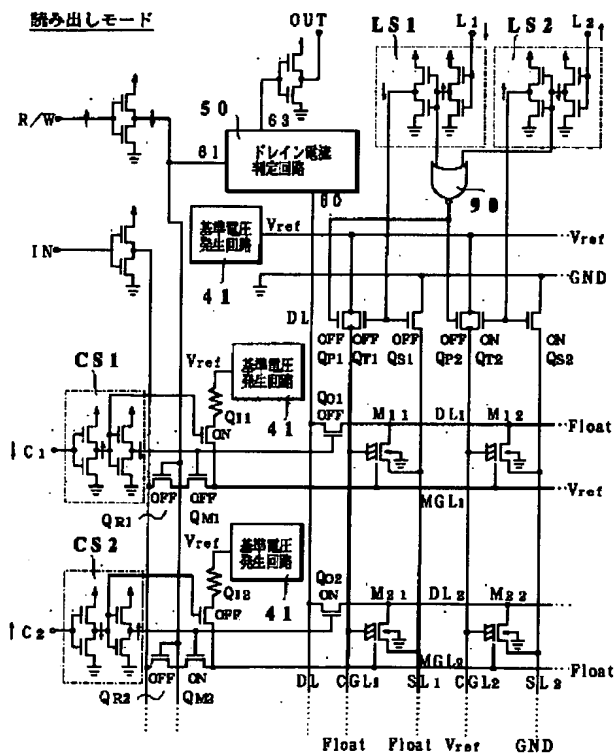 読み出しモード
OUT
LS1 L1 LS2 L2
50
R/W
63
61
ドレイン電流
判定回路
60
90
基準電圧
発生回路
Vref
Vref
IN
41
GND
GND
DL
OFF OFF OFF OFF ON ON
QP1 QT1 QS1 QP2 QT2 QS2
CS1
Vref
基準電圧
発生回路
QI1
41
QO1
OFF
M11 DL1 M12
Float
ON
C1
Vref
OFF OFF
MGL1
QR1 QM1
CS2
Vref
基準電圧
発生回路
QI2
41
QO2
ON
M21 DL2 M22
OFF
C2
MGL2
Float
OFF ON
QR2 QM2
DL CGL1 SL1 CGL2 SL2
Float Float Vref GND